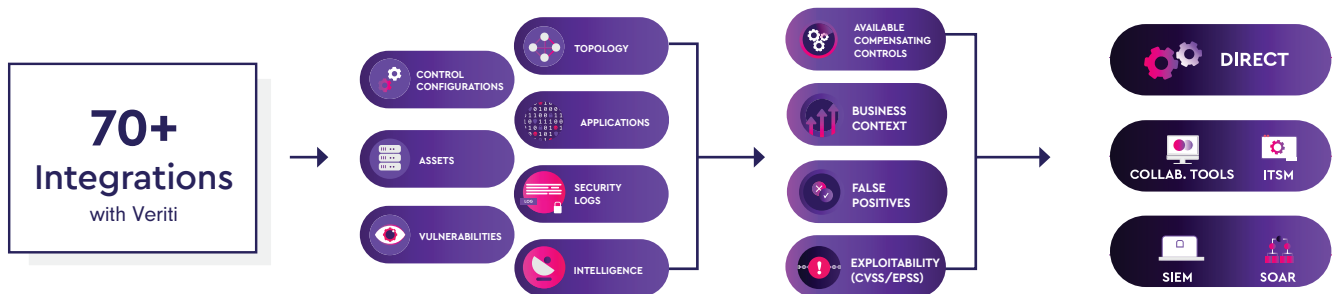 70+
Integrations
with Veriti
CONTROL
CONFIGURATIONS
ASSETS
VULNERABILITIES
TOPOLOGY
APPLICATIONS
SECURITY
LOGS
LOG
INTELLIGENCE
AVAILABLE
COMPENSATING
CONTROLS
BUSINESS
CONTEXT
FALSE
POSITIVES
EXPLOITABILITY
(CVSS/EPSS)
DIRECT
COLLAB. TOOLS
ITSM
SIEM
SOAR